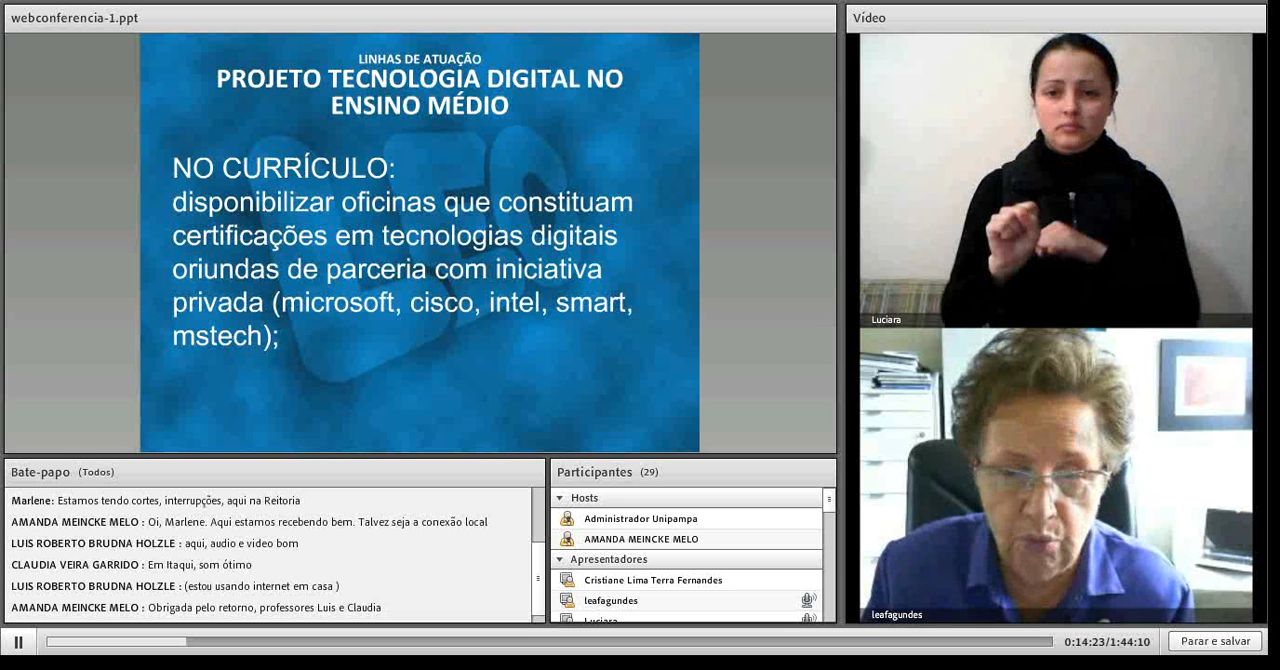 webconferencia-1.ppt
LINHAS DE ATUAÇÃO
PROJETO TECNOLOGIA DIGITAL NO
ENSINO MÉDIO
NO CURRÍCULO:
disponibilizar oficinas que constituam
certificações em tecnologias digitais
oriundas de parceria com iniciativa
privada (microsoft, cisco, intel, smart,
mstech);
Vídeo
Luciara
leafagundes
Bate-papo (Todos)
Marlene: Estamos tendo cortes, interrupções, aqui na Reitoria
AMANDA MEINCKE MELO : Oi, Marlene. Aqui estamos recebendo bem. Talvez seja a conexão local
LUIS ROBERTO BRUDNA HOLZLE : aqui, audio e video bom
CLAUDIA VEIRA GARRIDO : Em Itaqui, som ótimo
LUIS ROBERTO BRUDNA HOLZLE : (estou usando internet em casa )
AMANDA MEINCKE MELO : Obrigada pelo retorno, professores Luis e Claudia
Participantes (29)
Hosts
Administrador Unipampa
AMANDA MEINCKE MELO
Apresentadores
Cristiane Lima Terra Fernandes
leafagundes
Luciara
0:14:23/1:44:10
Parar e salvar